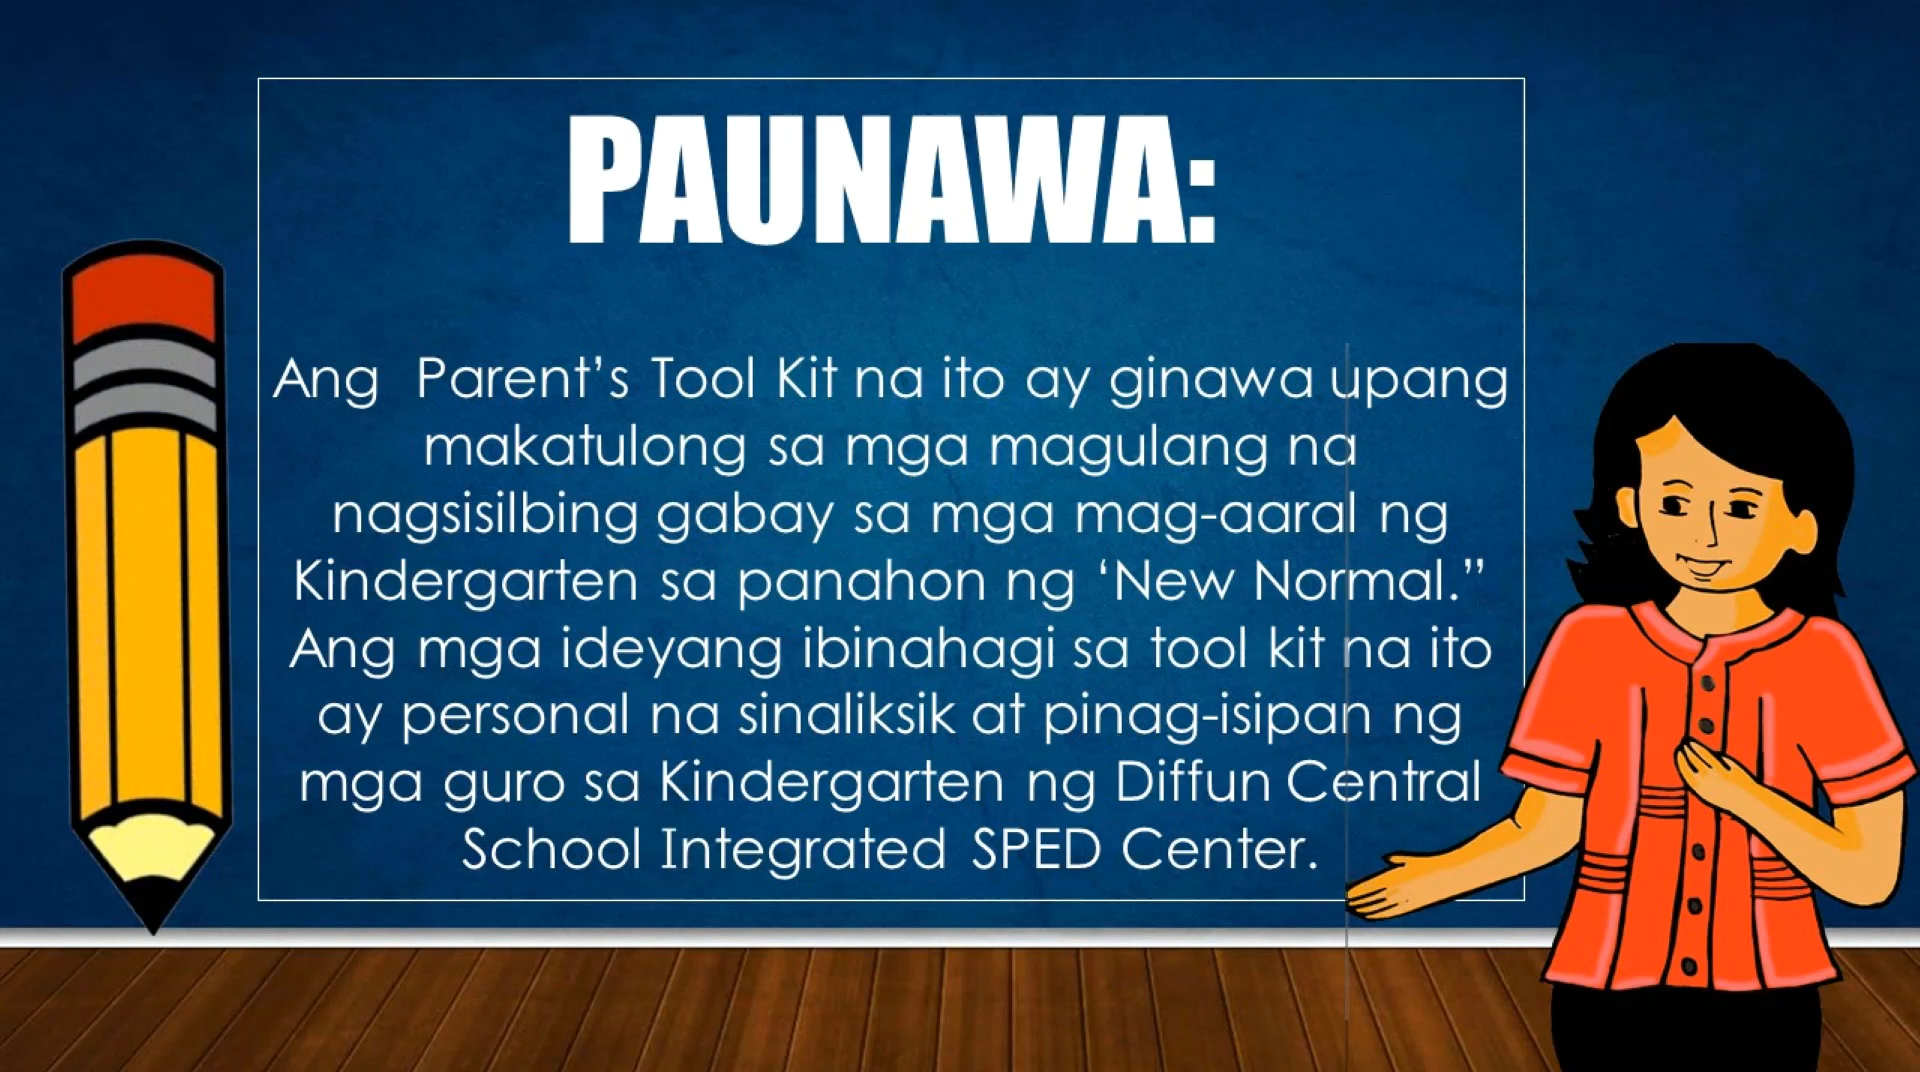 PAUNAWA:
Ang Parent’s Tool Kit na ito ay ginawa upang
makatulong sa mga magulang na
nagsisilbing gabay sa mga mag-aaral ng
Kindergarten sa panahon ng ‘New Normal.”
Ang mga ideyang ibinahagi sa tool kit na ito
ay personal na sinaliksik at pinag-isipan ng
mga guro sa Kindergarten ng Diffun Central
School Integrated SPED Center.